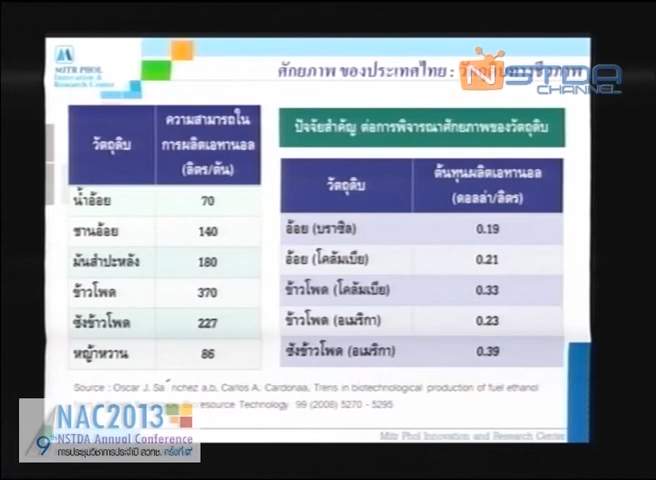 MITR PHOL
Innovation &
Research Center
ศักยภาพ ของประเทศไทย :
NSTDA
CHANNEL
วัตถุดิบ
ความสามารถใน
การผลิตเอทานอล
(ลิตร/ตัน)
น้ำอ้อย 70
ชานอ้อย 140
มันสำปะหลัง 180
ข้าวโพด 370
ซังข้าวโพด 227
หญ้าหวาน 86
ปัจจัยสำคัญ ต่อการพิจารณาศักยภาพของวัตถุดิบ
วัตถุดิบ
ต้นทุนผลิตเอทานอล
(ดอลล่า/ลิตร)
อ้อย (บราซิล) 0.19
อ้อย (โคลัมเบีย) 0.21
ข้าวโพด (โคลัมเบีย) 0.33
ข้าวโพด (อเมริกา) 0.23
ซังข้าวโพด (อเมริกา) 0.39
Source : Oscar J. Sa´nchez a,b, Carlos A. Cardonaa, Trens in biotechnological production of fuel ethanol
Technology 99 (2008) 5270 - 5295
Mitr Phol Innovation and Research Center
NAC2013
9th NSTDA Annual Conference
การประชุมวิชาการประจำปี สวทช. ครั้งที่ ๙